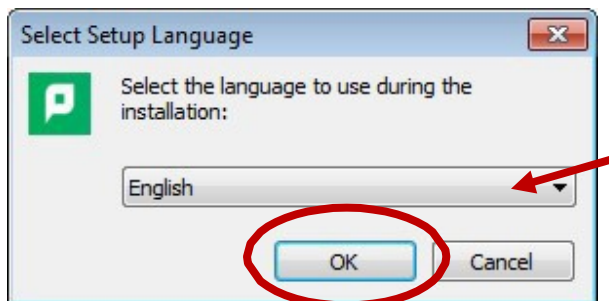 Select Setup Language
Select the language to use during the
installation:
English
OK
Cancel